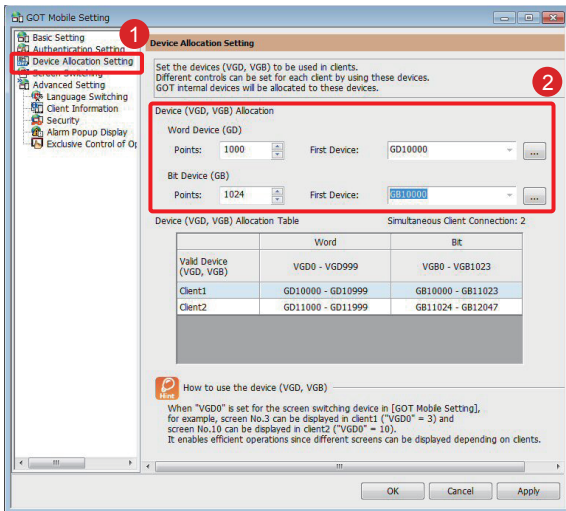 GOT Mobile Setting
1
Basic Setting
Authentication Setting
Device Allocation Setting
Screen Switching
Advanced Setting
Language Switching
Client Information
Security
Alarm Popup Display
Exclusive Control of Op
Device Allocation Setting
Set the devices (VGD, VGB) to be used in clients.
Different controls can be set for each client by using these devices.
GOT internal devices will be allocated to these devices.
2
Device (VGD, VGB) Allocation
Word Device (GD)
Points: 1000 First Device: GD10000 ...
Bit Device (GB)
Points: 1024 First Device: GB10000 ...
Device (VGD, VGB) Allocation Table Simultaneous Client Connection: 2
Word Bit
Valid Device (VGD, VGB) VGD0 - VGD999 VGB0 - VGB1023
Client1 GD10000 - GD10999 GB10000 - GB11023
Client2 GD11000 - GD11999 GB11024 - GB12047
Hint How to use the device (VGD, VGB)
When "VGD0" is set for the screen switching device in [GOT Mobile Setting],
for example, screen No.3 can be displayed in client1 ("VGD0" = 3) and
screen No.10 can be displayed in client2 ("VGD0" = 10).
It enables efficient operations since different screens can be displayed depending on clients.
OK Cancel Apply